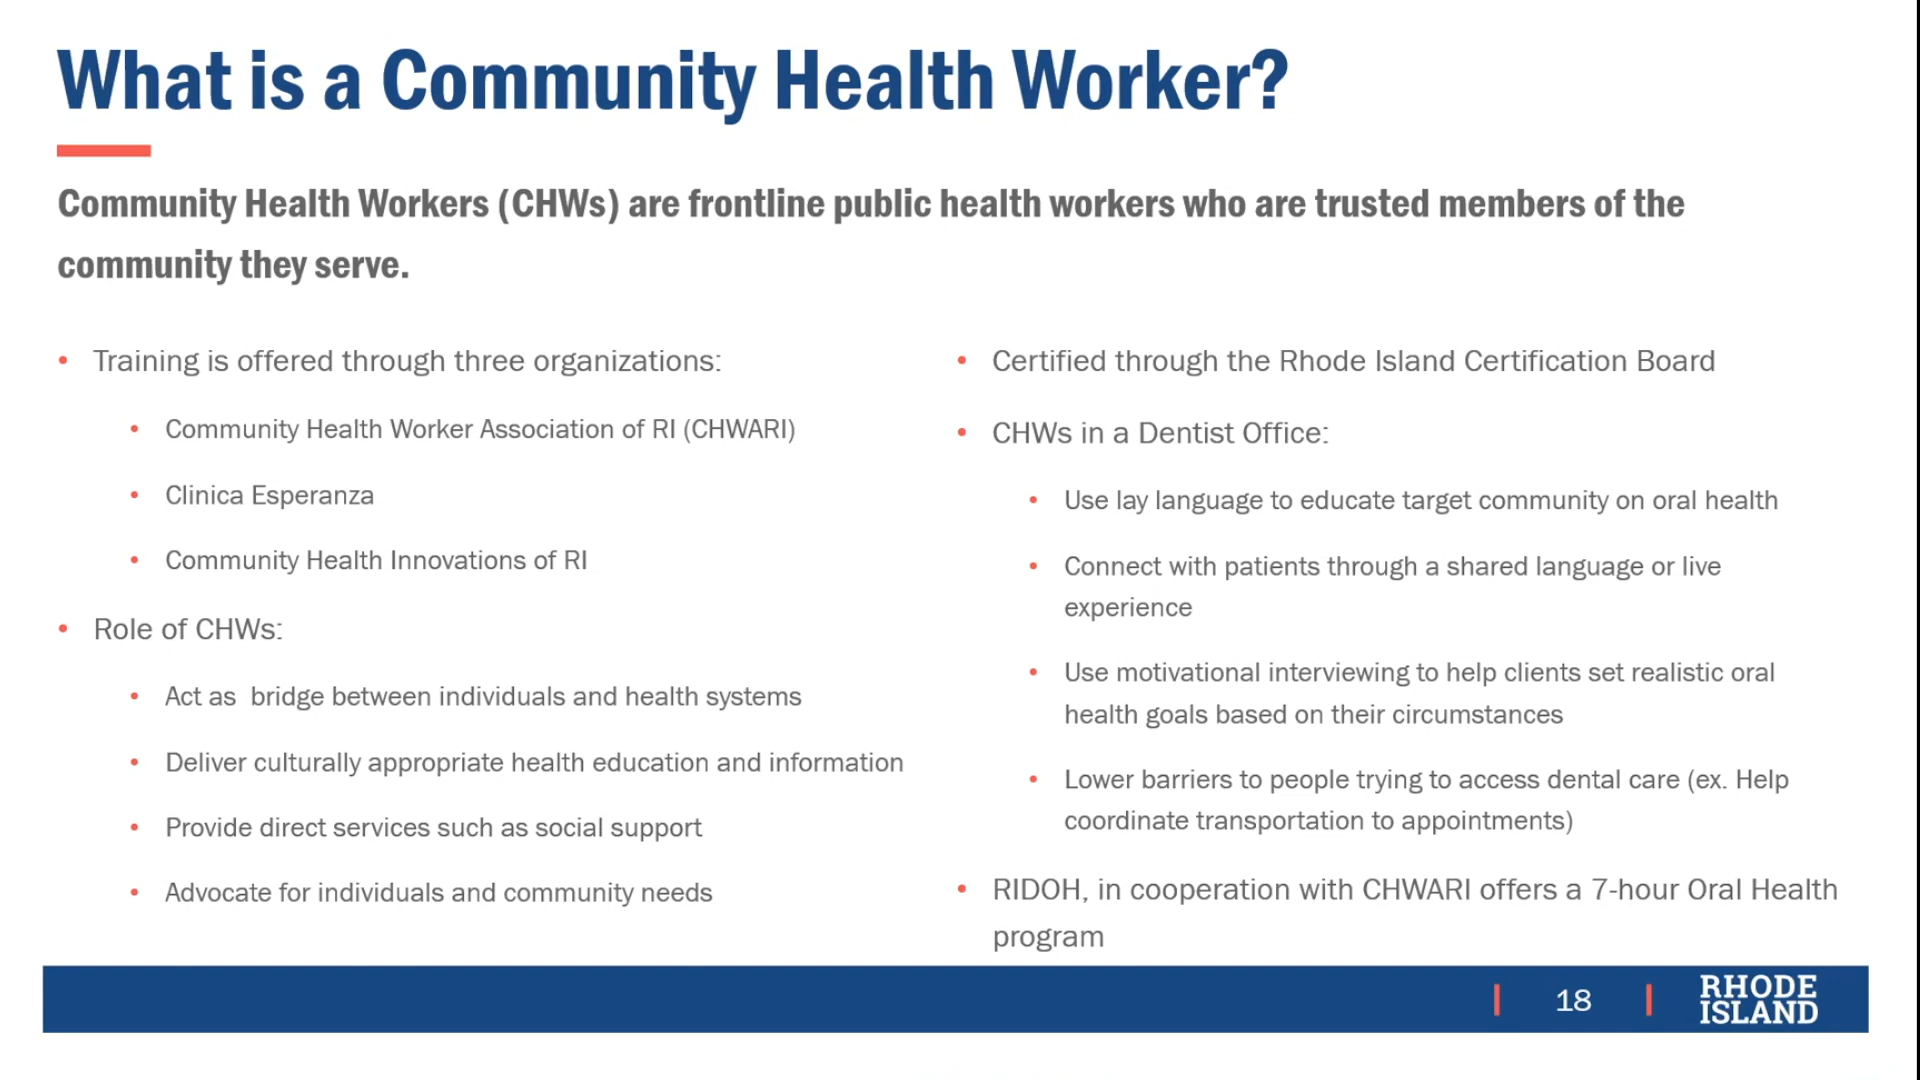 What is a Community Health Worker?
Community Health Workers (CHWs) are frontline public health workers who are trusted members of the
community they serve.
• Training is offered through three organizations:
• Community Health Worker Association of RI (CHWARI)
• Clinica Esperanza
• Community Health Innovations of RI
• Role of CHWs:
• Act as  bridge between individuals and health systems
• Deliver culturally appropriate health education and information
• Provide direct services such as social support
• Advocate for individuals and community needs
• Certified through the Rhode Island Certification Board
• CHWs in a Dentist Office:
• Use lay language to educate target community on oral health
• Connect with patients through a shared language or live
experience
• Use motivational interviewing to help clients set realistic oral
health goals based on their circumstances
• Lower barriers to people trying to access dental care (ex. Help
coordinate transportation to appointments)
• RIDOH, in cooperation with CHWARI offers a 7-hour Oral Health
program
18
RHODE
ISLAND